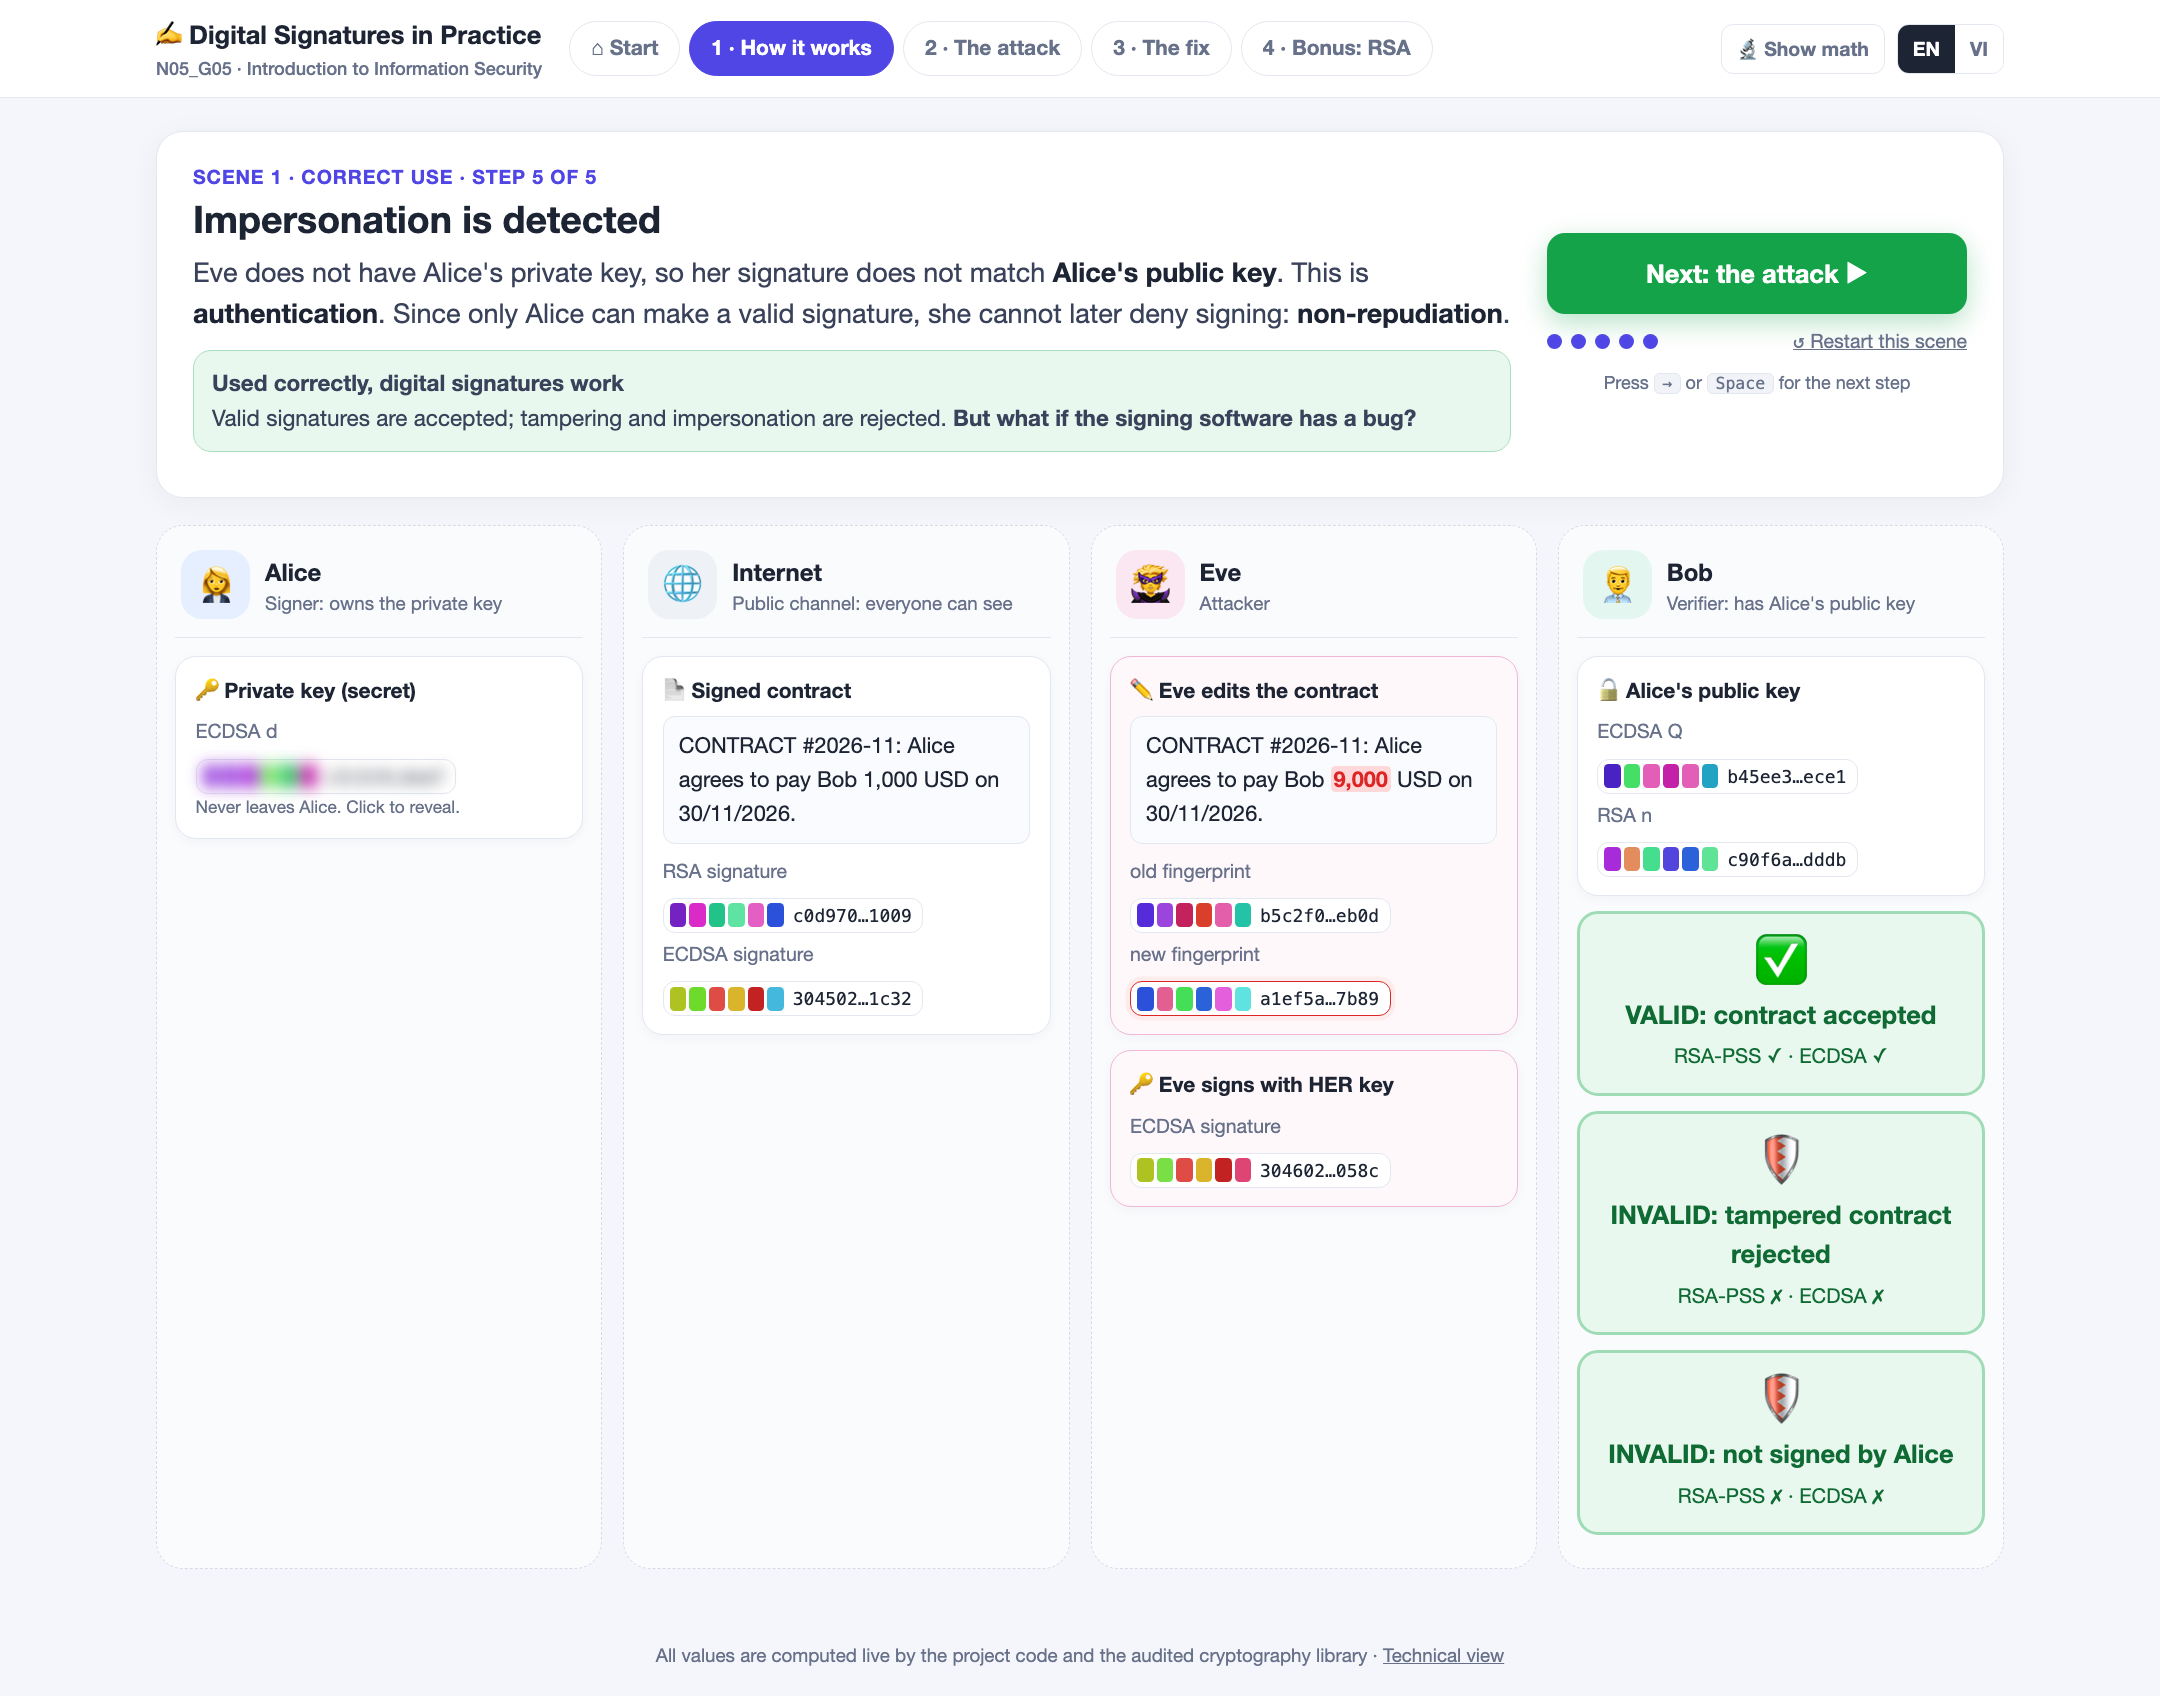 ✍️ Digital Signatures in Practice
N05_G05 · Introduction to Information Security
⌂ Start
1 · How it works
2 · The attack
3 · The fix
4 · Bonus: RSA
🔬 Show math
EN
VI
SCENE 1 · CORRECT USE · STEP 5 OF 5
Impersonation is detected
Eve does not have Alice's private key, so her signature does not match Alice's public key. This is
authentication. Since only Alice can make a valid signature, she cannot later deny signing: non-repudiation.
Used correctly, digital signatures work
Valid signatures are accepted; tampering and impersonation are rejected. But what if the signing software has a bug?
Next: the attack ▶
↺ Restart this scene
Press → or Space for the next step
Alice
Signer: owns the private key
🔑 Private key (secret)
ECDSA d
Never leaves Alice. Click to reveal.
Internet
Public channel: everyone can see
Signed contract
CONTRACT #2026-11: Alice
agrees to pay Bob 1,000 USD on
30/11/2026.
RSA signature
c0d970…1009
ECDSA signature
304502…1c32
Eve
Attacker
✏️ Eve edits the contract
CONTRACT #2026-11: Alice
agrees to pay Bob 9,000 USD on
30/11/2026.
old fingerprint
b5c2f0…eb0d
new fingerprint
a1ef5a…7b89
🔑 Eve signs with HER key
ECDSA signature
304602…058c
Bob
Verifier: has Alice's public key
🔓 Alice's public key
ECDSA Q
b45ee3…ece1
RSA n
c90f6a…dddb
✅
VALID: contract accepted
RSA-PSS ✓ · ECDSA ✓
INVALID: tampered contract
rejected
RSA-PSS ✗ · ECDSA ✗
INVALID: not signed by Alice
RSA-PSS ✗ · ECDSA ✗
All values are computed live by the project code and the audited cryptography library · Technical view